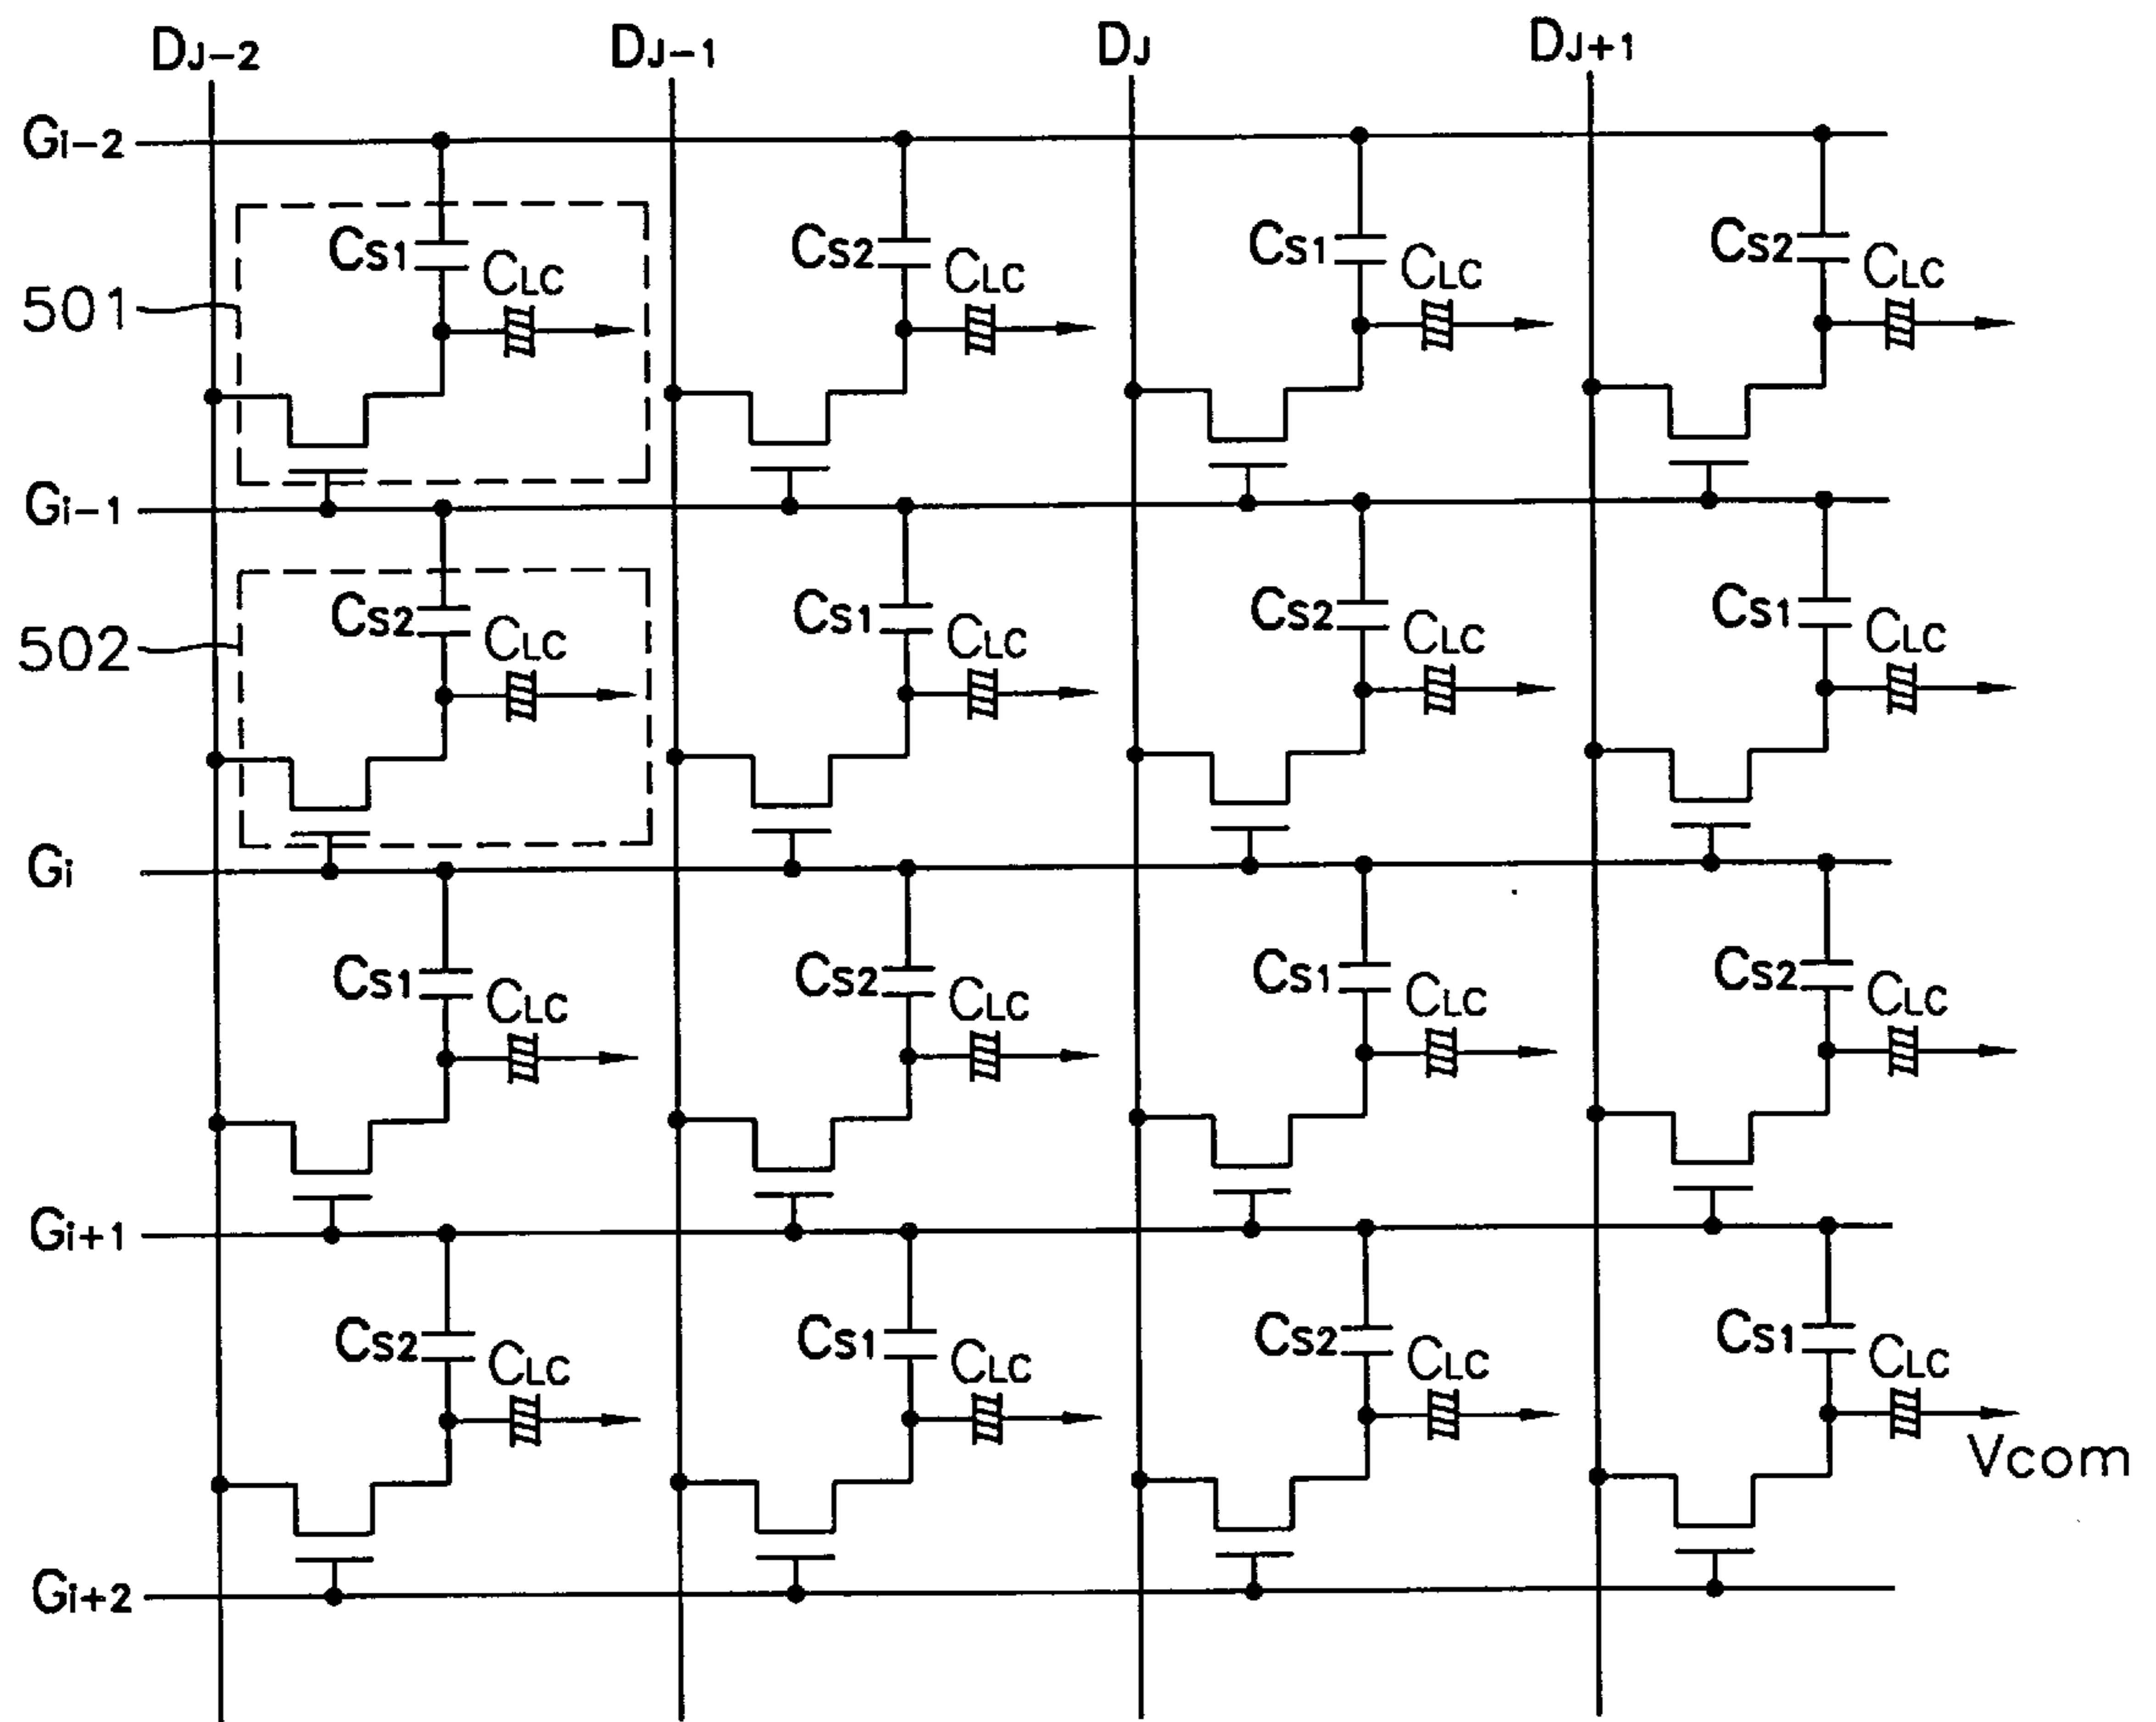 DJ-2 DJ-1 DJ DJ+1
Gi-2
CS1 CLC CS2 CLC CS1 CLC CS2 CLC
501
Gi-1
CS2 CLC CS1 CLC CS2 CLC CS1 CLC
502
Gi
CS1 CLC CS2 CLC CS1 CLC CS2 CLC
Gi+1
CS2 CLC CS1 CLC CS2 CLC CS1 CLC
Vcom
Gi+2